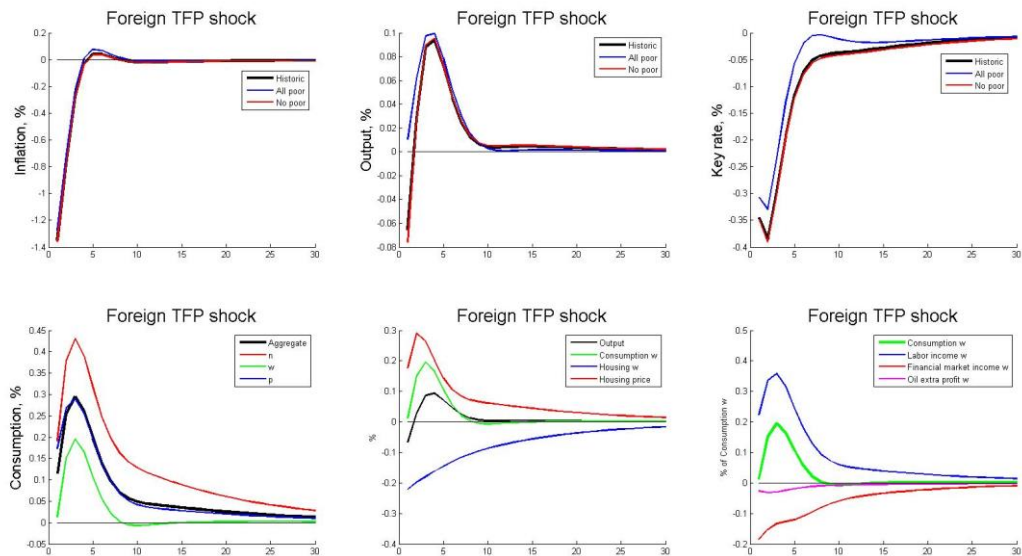 Foreign TFP shock
Inflation, %
0.2
0
-0.2
-0.4
-0.6
-0.8
-1
-1.2
-1.4
0 5 10 15 20 25 30
Historic
All poor
No poor
Foreign TFP shock
Output, %
0.1
0.08
0.06
0.04
0.02
0
-0.02
-0.04
-0.06
-0.08
0 5 10 15 20 25 30
Historic
All poor
No poor
Foreign TFP shock
Key rate, %
0
-0.05
-0.1
-0.15
-0.2
-0.25
-0.3
-0.35
-0.4
0 5 10 15 20 25 30
Historic
All poor
No poor
Foreign TFP shock
Consumption, %
0.45
0.4
0.35
0.3
0.25
0.2
0.15
0.1
0.05
0
-0.05
0 5 10 15 20 25 30
Aggregate
n
w
p
Foreign TFP shock
%
0.3
0.2
0.1
0
-0.1
-0.2
-0.3
-0.4
0 5 10 15 20 25 30
Output
Consumption w
Housing w
Housing price
Foreign TFP shock
% of Consumption w
0.5
0.4
0.3
0.2
0.1
0
-0.1
-0.2
0 5 10 15 20 25 30
Consumption w
Labor income w
Financial market income w
Oil extra profit w